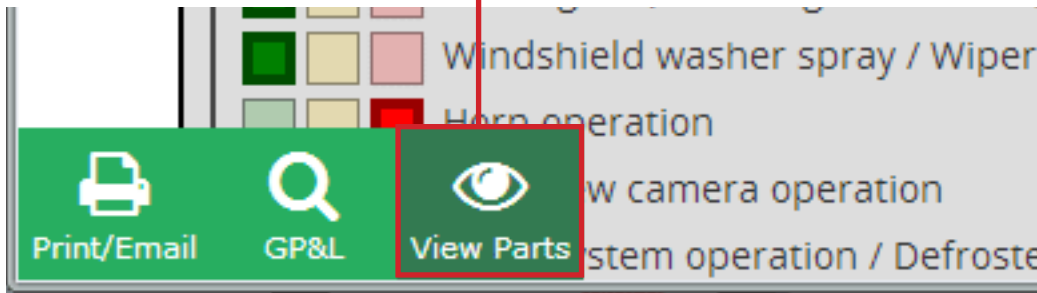 Windshield washer spray / Wiper
Horn operation
w camera operation
stem operation / Defroste
Print/Email
GP&L
View Parts